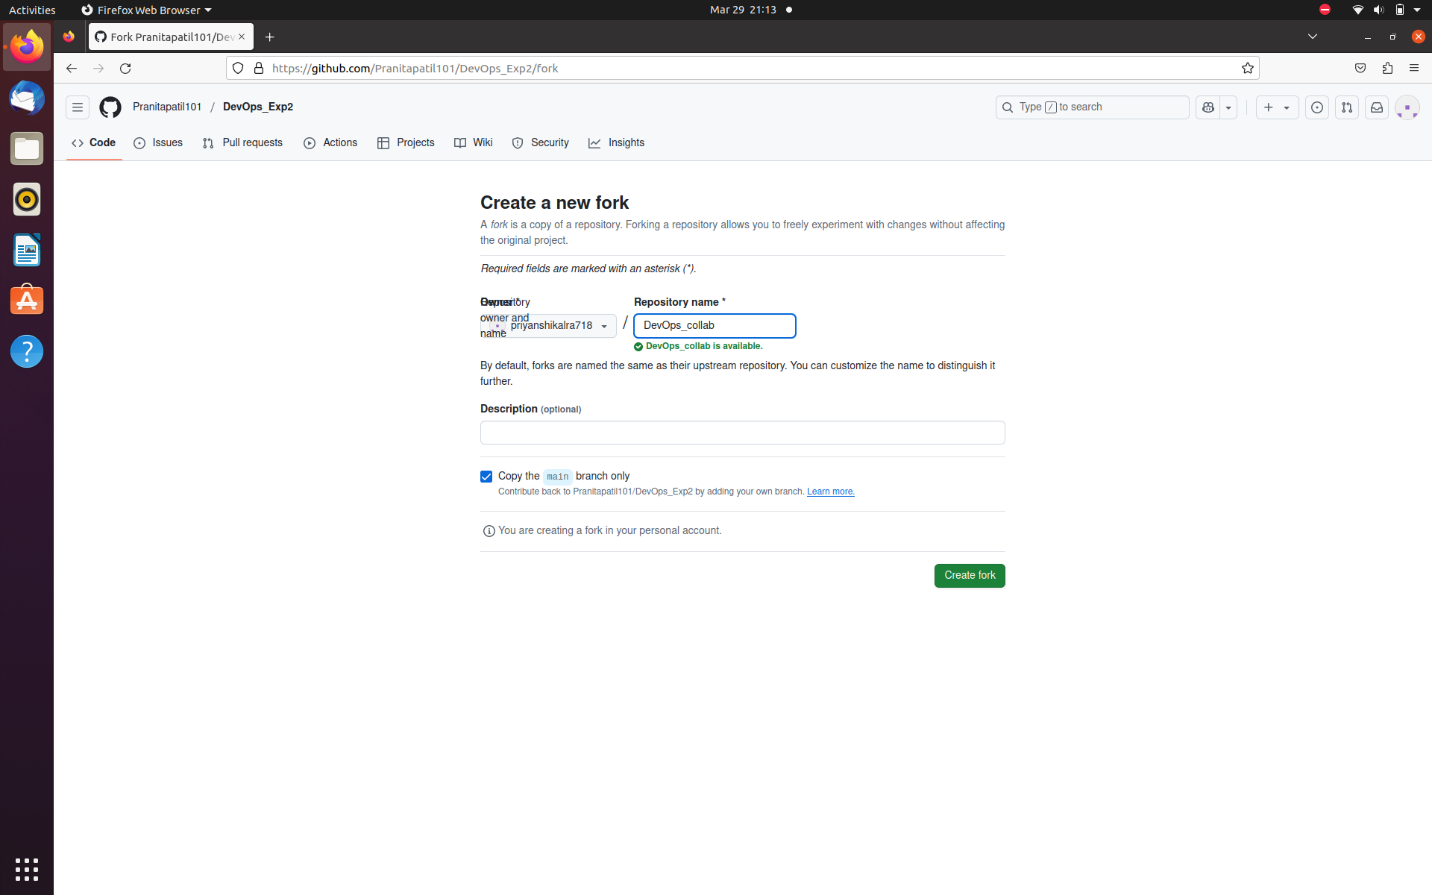 Activities
FireFox Web Browser
Mar 29 21:13
Fork Pranitapatil101/Dev
https://github.com/Pranitapatil101/DevOps_Exp2/fork
Pranitapatil101 / DevOps_Exp2
Type / to search
Code
Issues
Pull requests
Actions
Projects
Wiki
Security
Insights
Create a new fork
A fork is a copy of a repository. Forking a repository allows you to freely experiment with changes without affecting
the original project.
Required fields are marked with an asterisk (*).
Owner *
Repository
owner and
name
priyanshikalra718
/
Repository name *
DevOps_collab
DevOps_collab is available.
By default, forks are named the same as their upstream repository. You can customize the name to distinguish it
further.
Description (optional)
Copy the main branch only
Contribute back to Pranitapatil101/DevOps_Exp2 by adding your own branch. Learn more.
You are creating a fork in your personal account.
Create fork